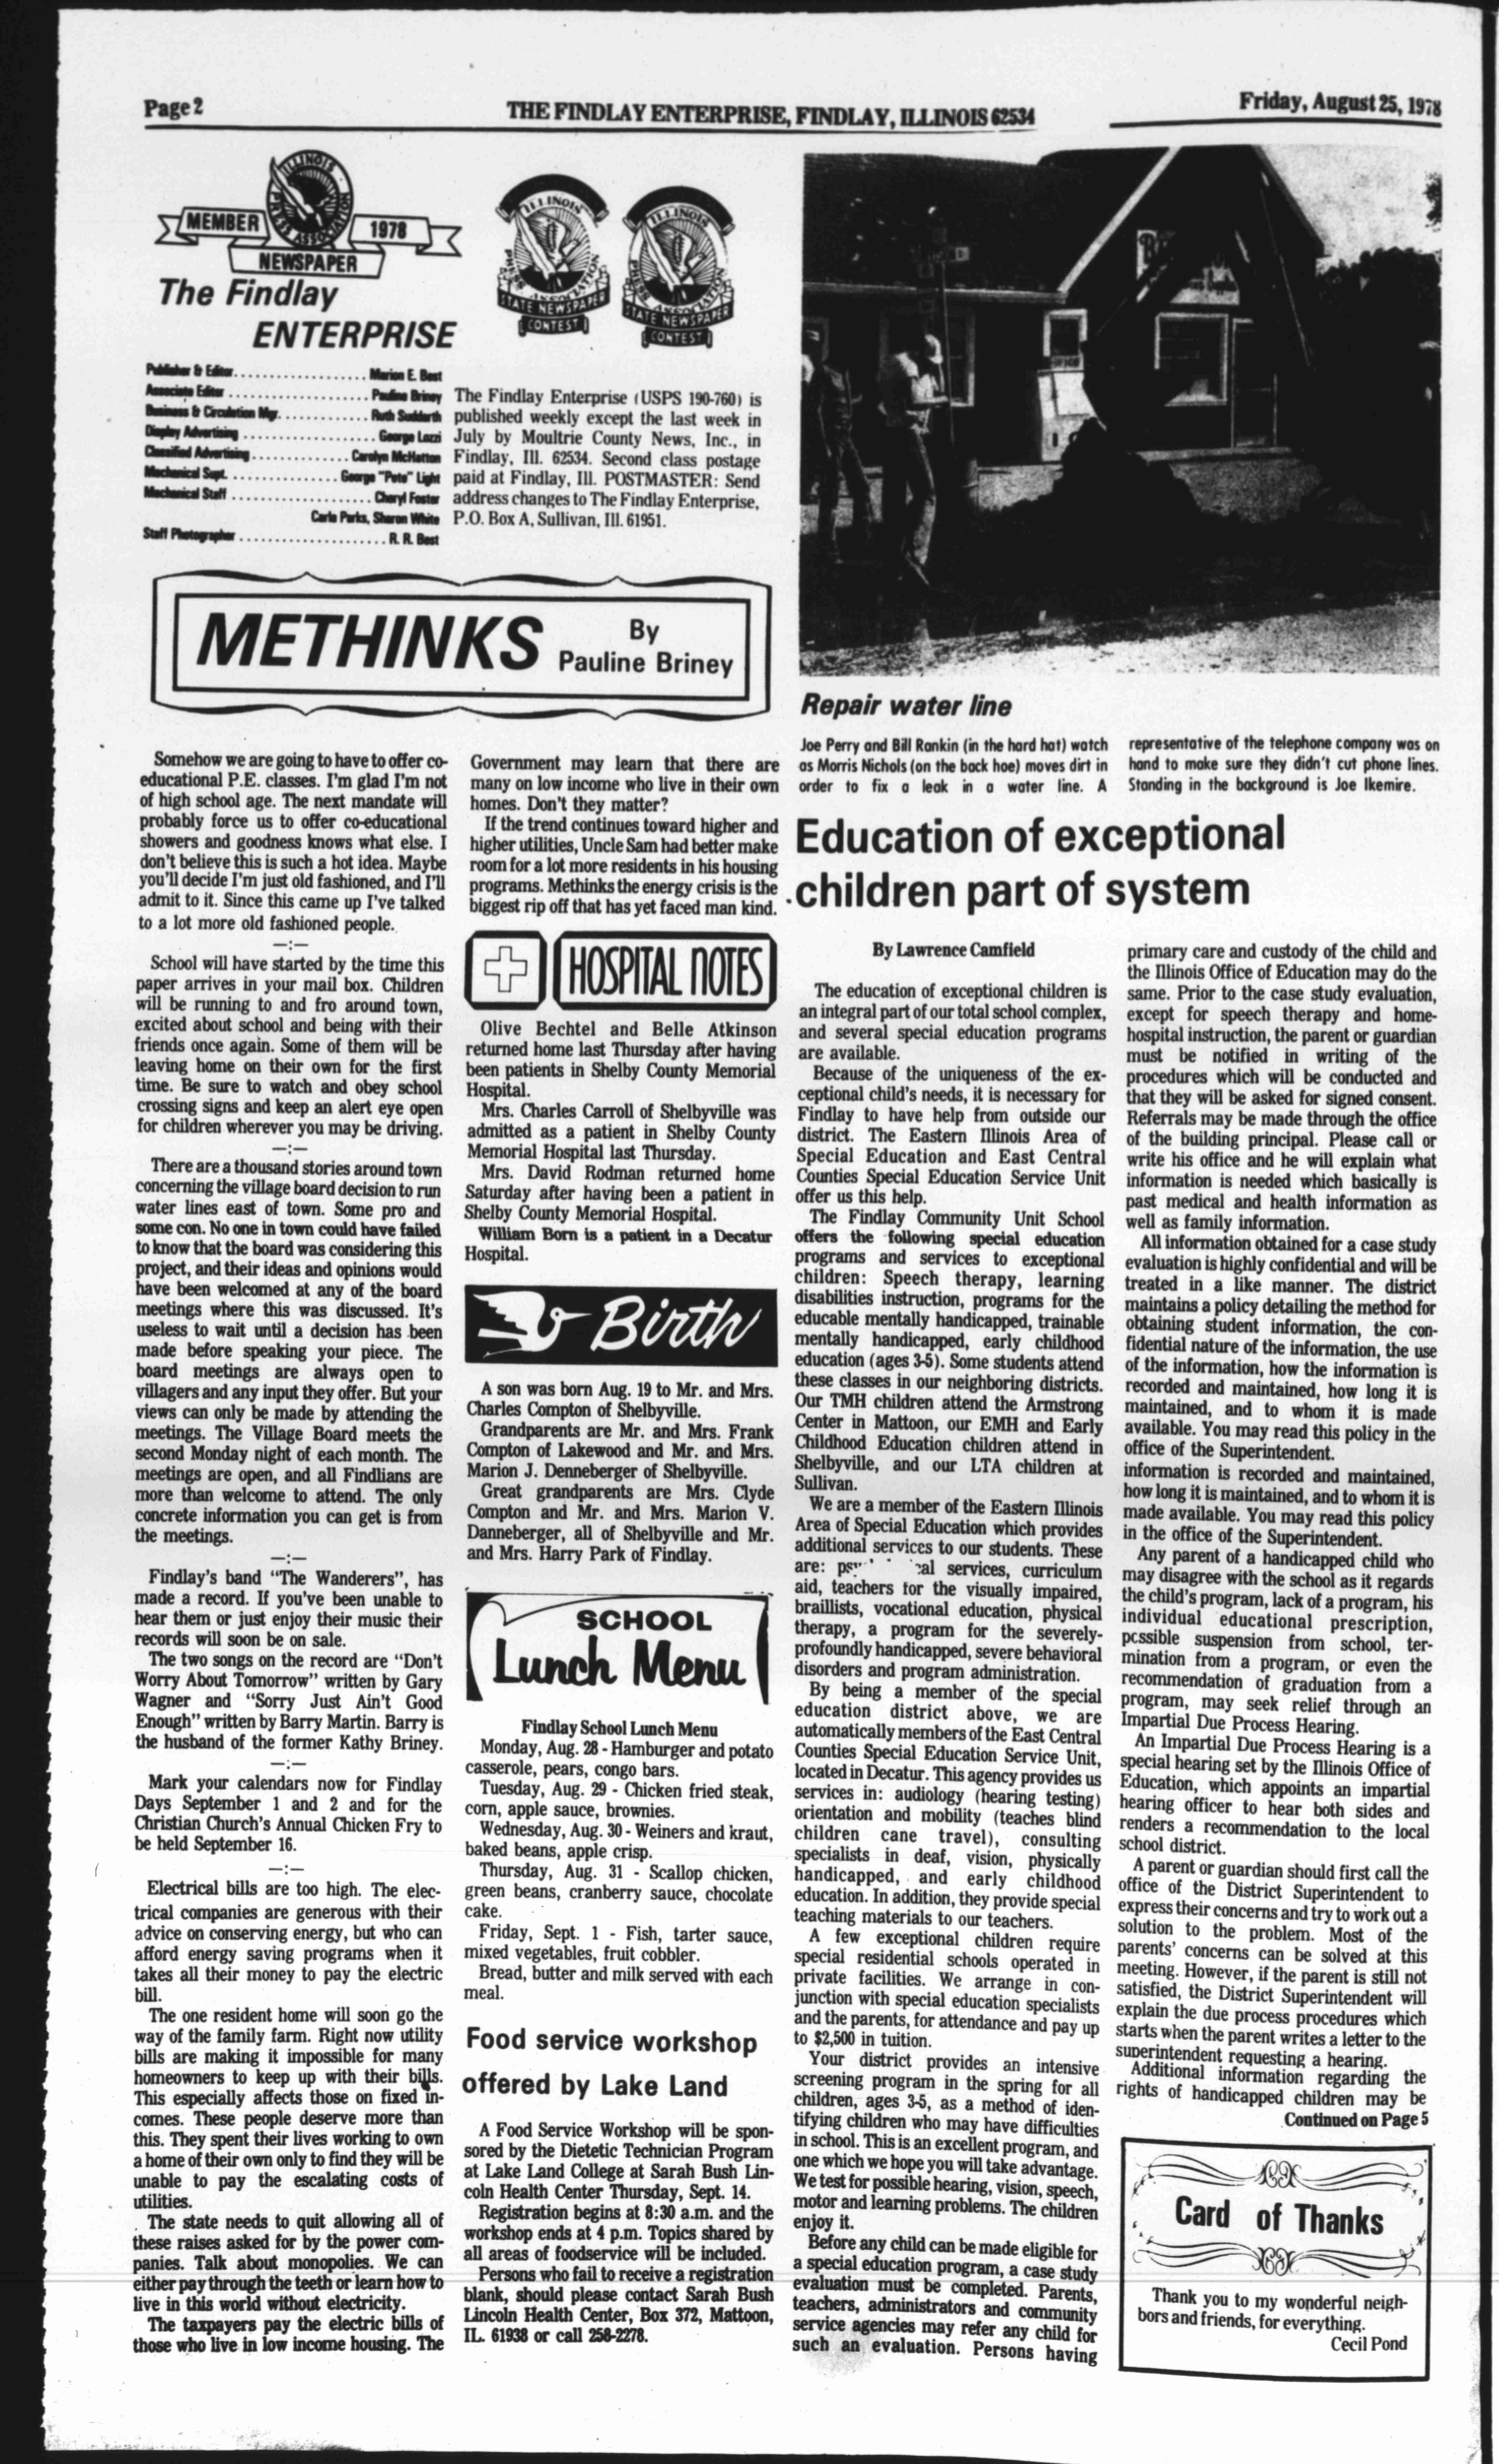 Page 2
THE FINDLAY ENTERPRISE, FINDLAY, ILLINOIS 62534
Friday, August 25, 1978
ILLINOIS
PRESS ASSOCIATION
MEMBER
1978
NEWSPAPER
The Findlay
ENTERPRISE
ILLINOIS
PRESS ASSOCIATION
STATE NEWSPAPER
CONTEST
ILLINOIS
PRESS ASSOCIATION
STATE NEWSPAPER
CONTEST
Publisher & Editor.................. Marion E. Best
Associate Editor .................... Pauline Briney
Business & Circulation Mgr............. Ruth Suddarth
Display Advertising .................. George Lozzi
Classified Advertising............. Carolyn McHatton
Mechanical Supt. ............... George "Pete" Light
Mechanical Staff .................... Cheryl Foster
Carla Parks, Sharon White
Staff Photographer ..................... R. R. Best
The Findlay Enterprise (USPS 190-760) is
published weekly except the last week in
July by Moultrie County News, Inc., in
Findlay, Ill. 62534. Second class postage
paid at Findlay, Ill. POSTMASTER: Send
address changes to The Findlay Enterprise,
P.O. Box A, Sullivan, Ill. 61951.
METHINKS
By
Pauline Briney
Somehow we are going to have to offer co-
educational P.E. classes. I'm glad I'm not
of high school age. The next mandate will
probably force us to offer co-educational
showers and goodness knows what else. I
don't believe this is such a hot idea. Maybe
you'll decide I'm just old fashioned, and I'll
admit to it. Since this came up I've talked
to a lot more old fashioned people.
—:—
School will have started by the time this
paper arrives in your mail box. Children
will be running to and fro around town,
excited about school and being with their
friends once again. Some of them will be
leaving home on their own for the first
time. Be sure to watch and obey school
crossing signs and keep an alert eye open
for children wherever you may be driving.
—:—
There are a thousand stories around town
concerning the village board decision to run
water lines east of town. Some pro and
some con. No one in town could have failed
to know that the board was considering this
project, and their ideas and opinions would
have been welcomed at any of the board
meetings where this was discussed. It's
useless to wait until a decision has been
made before speaking your piece. The
board meetings are always open to
villagers and any input they offer. But your
views can only be made by attending the
meetings. The Village Board meets the
second Monday night of each month. The
meetings are open, and all Findlians are
more than welcome to attend. The only
concrete information you can get is from
the meetings.
—:—
Findlay's band "The Wanderers", has
made a record. If you've been unable to
hear them or just enjoy their music their
records will soon be on sale.
The two songs on the record are "Don't
Worry About Tomorrow" written by Gary
Wagner and "Sorry Just Ain't Good
Enough" written by Barry Martin. Barry is
the husband of the former Kathy Briney.
—:—
Mark your calendars now for Findlay
Days September 1 and 2 and for the
Christian Church's Annual Chicken Fry to
be held September 16.
—:—
Electrical bills are too high. The elec-
trical companies are generous with their
advice on conserving energy, but who can
afford energy saving programs when it
takes all their money to pay the electric
bill.
The one resident home will soon go the
way of the family farm. Right now utility
bills are making it impossible for many
homeowners to keep up with their bills.
This especially affects those on fixed in-
comes. These people deserve more than
this. They spent their lives working to own
a home of their own only to find they will be
unable to pay the escalating costs of
utilities.
The state needs to quit allowing all of
these raises asked for by the power com-
panies. Talk about monopolies. We can
either pay through the teeth or learn how to
live in this world without electricity.
The taxpayers pay the electric bills of
those who live in low income housing. The
Government may learn that there are
many on low income who live in their own
homes. Don't they matter?
If the trend continues toward higher and
higher utilities, Uncle Sam had better make
room for a lot more residents in his housing
programs. Methinks the energy crisis is the
biggest rip off that has yet faced man kind.
HOSPITAL NOTES
Olive Bechtel and Belle Atkinson
returned home last Thursday after having
been patients in Shelby County Memorial
Hospital.
Mrs. Charles Carroll of Shelbyville was
admitted as a patient in Shelby County
Memorial Hospital last Thursday.
Mrs. David Rodman returned home
Saturday after having been a patient in
Shelby County Memorial Hospital.
William Born is a patient in a Decatur
Hospital.
Birth
A son was born Aug. 19 to Mr. and Mrs.
Charles Compton of Shelbyville.
Grandparents are Mr. and Mrs. Frank
Compton of Lakewood and Mr. and Mrs.
Marion J. Denneberger of Shelbyville.
Great grandparents are Mrs. Clyde
Compton and Mr. and Mrs. Marion V.
Danneberger, all of Shelbyville and Mr.
and Mrs. Harry Park of Findlay.
SCHOOL
Lunch Menu
Findlay School Lunch Menu
Monday, Aug. 28 - Hamburger and potato
casserole, pears, congo bars.
Tuesday, Aug. 29 - Chicken fried steak,
corn, apple sauce, brownies.
Wednesday, Aug. 30 - Weiners and kraut,
baked beans, apple crisp.
Thursday, Aug. 31 - Scallop chicken,
green beans, cranberry sauce, chocolate
cake.
Friday, Sept. 1 - Fish, tarter sauce,
mixed vegetables, fruit cobbler.
Bread, butter and milk served with each
meal.
Food service workshop
offered by Lake Land
A Food Service Workshop will be spon-
sored by the Dietetic Technician Program
at Lake Land College at Sarah Bush Lin-
coln Health Center Thursday, Sept. 14.
Registration begins at 8:30 a.m. and the
workshop ends at 4 p.m. Topics shared by
all areas of foodservice will be included.
Persons who fail to receive a registration
blank, should please contact Sarah Bush
Lincoln Health Center, Box 372, Mattoon,
IL. 61938 or call 258-2278.
Repair water line
Joe Perry and Bill Rankin (in the hard hat) watch
as Morris Nichols (on the back hoe) moves dirt in
order to fix a leak in a water line. A
representative of the telephone company was on
hand to make sure they didn't cut phone lines.
Standing in the background is Joe Ikemire.
Education of exceptional
children part of system
By Lawrence Camfield
The education of exceptional children is
an integral part of our total school complex,
and several special education programs
are available.
Because of the uniqueness of the ex-
ceptional child's needs, it is necessary for
Findlay to have help from outside our
district. The Eastern Illinois Area of
Special Education and East Central
Counties Special Education Service Unit
offer us this help.
The Findlay Community Unit School
offers the following special education
programs and services to exceptional
children: Speech therapy, learning
disabilities instruction, programs for the
educable mentally handicapped, trainable
mentally handicapped, early childhood
education (ages 3-5). Some students attend
these classes in our neighboring districts.
Our TMH children attend the Armstrong
Center in Mattoon, our EMH and Early
Childhood Education children attend in
Shelbyville, and our LTA children at
Sullivan.
We are a member of the Eastern Illinois
Area of Special Education which provides
additional services to our students. These
are: services, curriculum
aid, teachers for the visually impaired,
braillists, vocational education, physical
therapy, a program for the severely-
profoundly handicapped, severe behavioral
disorders and program administration.
By being a member of the special
education district above, we are
automatically members of the East Central
Counties Special Education Service Unit,
located in Decatur. This agency provides us
services in: audiology (hearing testing)
orientation and mobility (teaches blind
children cane travel), consulting
specialists in deaf, vision, physically
handicapped, and early childhood
education. In addition, they provide special
teaching materials to our teachers.
A few exceptional children require
special residential schools operated in
private facilities. We arrange in con-
junction with special education specialists
and the parents, for attendance and pay up
to $2,500 in tuition.
Your district provides an intensive
screening program in the spring for all
children, ages 3-5, as a method of iden-
tifying children who may have difficulties
in school. This is an excellent program, and
one which we hope you will take advantage.
We test for possible hearing, vision, speech,
motor and learning problems. The children
enjoy it.
Before any child can be made eligible for
a special education program, a case study
evaluation must be completed. Parents,
teachers, administrators and community
service agencies may refer any child for
such an evaluation. Persons having
primary care and custody of the child and
the Illinois Office of Education may do the
same. Prior to the case study evaluation,
except for speech therapy and home-
hospital instruction, the parent or guardian
must be notified in writing of the
procedures which will be conducted and
that they will be asked for signed consent.
Referrals may be made through the office
of the building principal. Please call or
write his office and he will explain what
information is needed which basically is
past medical and health information as
well as family information.
All information obtained for a case study
evaluation is highly confidential and will be
treated in a like manner. The district
maintains a policy detailing the method for
obtaining student information, the con-
fidential nature of the information, the use
of the information, how the information is
recorded and maintained, how long it is
maintained, and to whom it is made
available. You may read this policy in the
office of the Superintendent.
information is recorded and maintained,
how long it is maintained, and to whom it is
made available. You may read this policy
in the office of the Superintendent.
Any parent of a handicapped child who
may disagree with the school as it regards
the child's program, lack of a program, his
individual educational prescription,
possible suspension from school, ter-
mination from a program, or even the
recommendation of graduation from a
program, may seek relief through an
Impartial Due Process Hearing.
An Impartial Due Process Hearing is a
special hearing set by the Illinois Office of
Education, which appoints an impartial
hearing officer to hear both sides and
renders a recommendation to the local
school district.
A parent or guardian should first call the
office of the District Superintendent to
express their concerns and try to work out a
solution to the problem. Most of the
parents' concerns can be solved at this
meeting. However, if the parent is still not
satisfied, the District Superintendent will
explain the due process procedures which
starts when the parent writes a letter to the
superintendent requesting a hearing.
Additional information regarding the
rights of handicapped children may be
Continued on Page 5
Card of Thanks
Thank you to my wonderful neigh-
bors and friends, for everything.
Cecil Pond